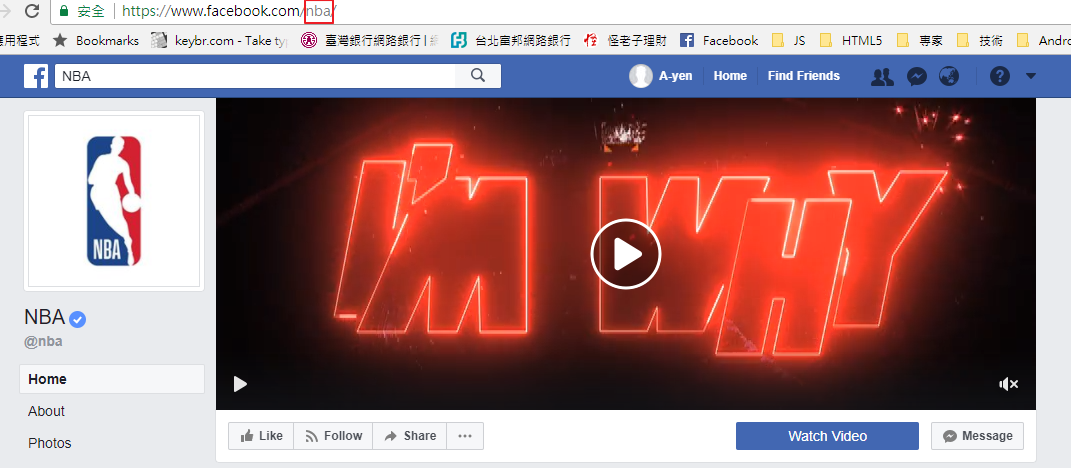 安全 https://www.facebook.com/nba/
應用程式 Bookmarks keybr.com - Take 臺灣銀行網路銀行 台北富邦網路銀行 怪老子理財 Facebook JS HTML5 專家 技術 Andro
NBA A-yen Home Find Friends ?
I'M WHY
NBA
NBA
@nba
Home
About
Photos
Like Follow Share ... Watch Video Message